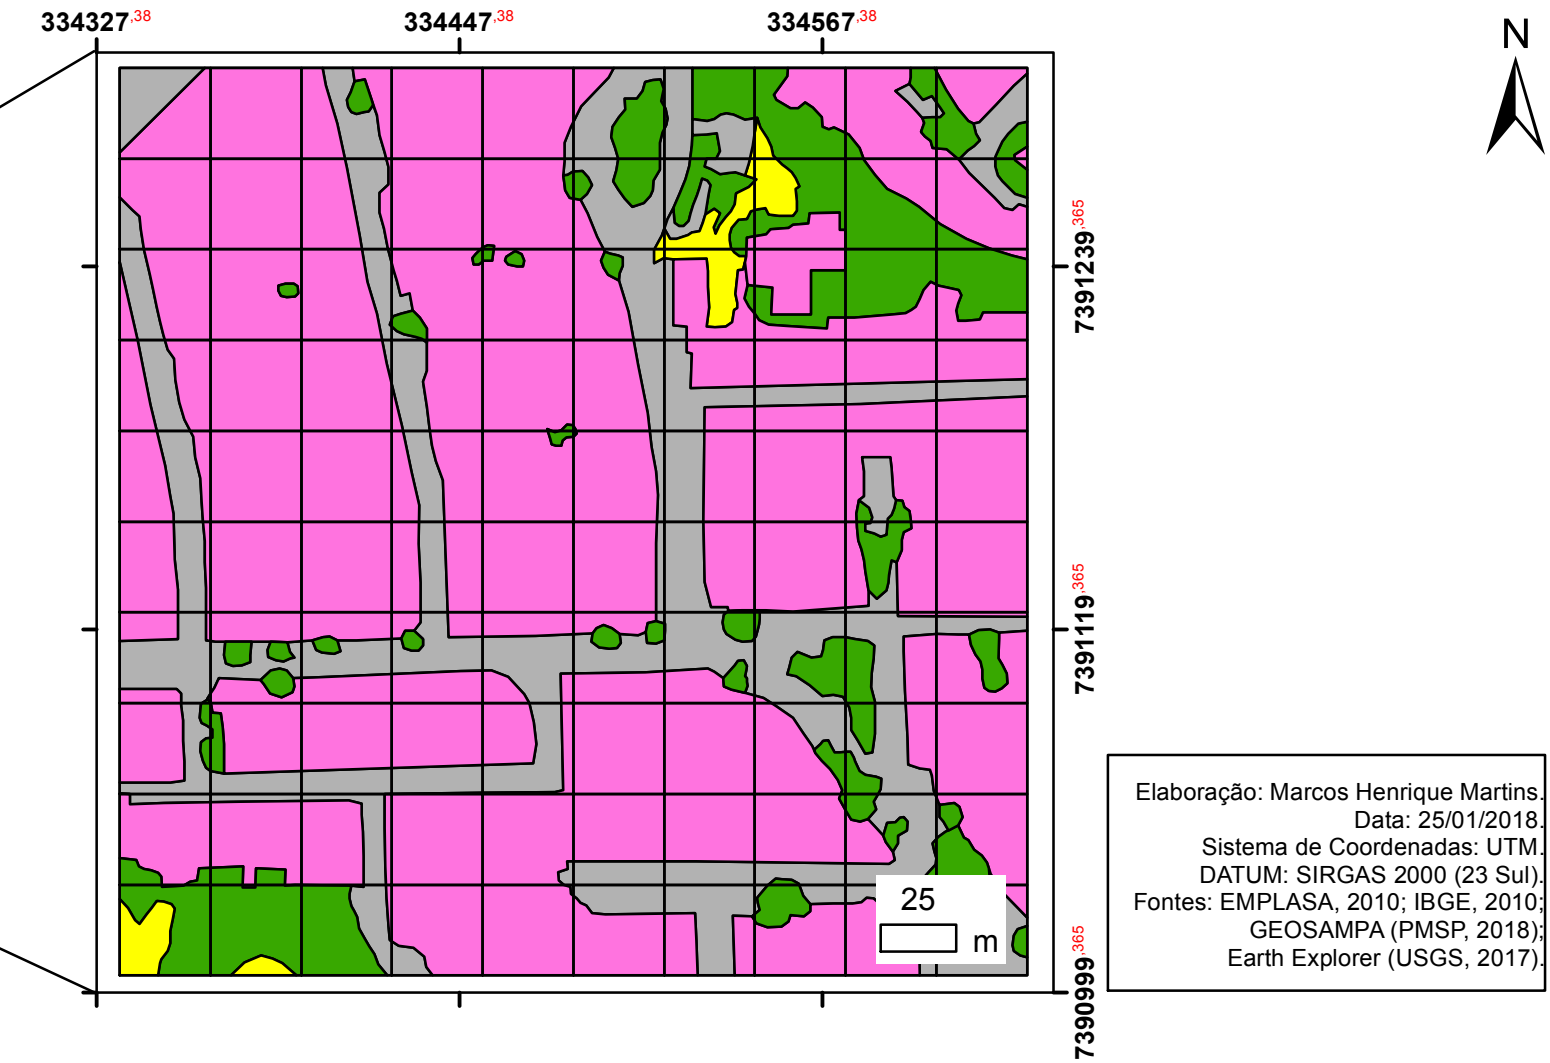 334327,38 334447,38 334567,38
N
7391239,365
7391119,365
7390999,365
25
m
Elaboração: Marcos Henrique Martins.
Data: 25/01/2018.
Sistema de Coordenadas: UTM.
DATUM: SIRGAS 2000 (23 Sul).
Fontes: EMPLASA, 2010; IBGE, 2010;
GEOSAMPA (PMSP, 2018);
Earth Explorer (USGS, 2017).